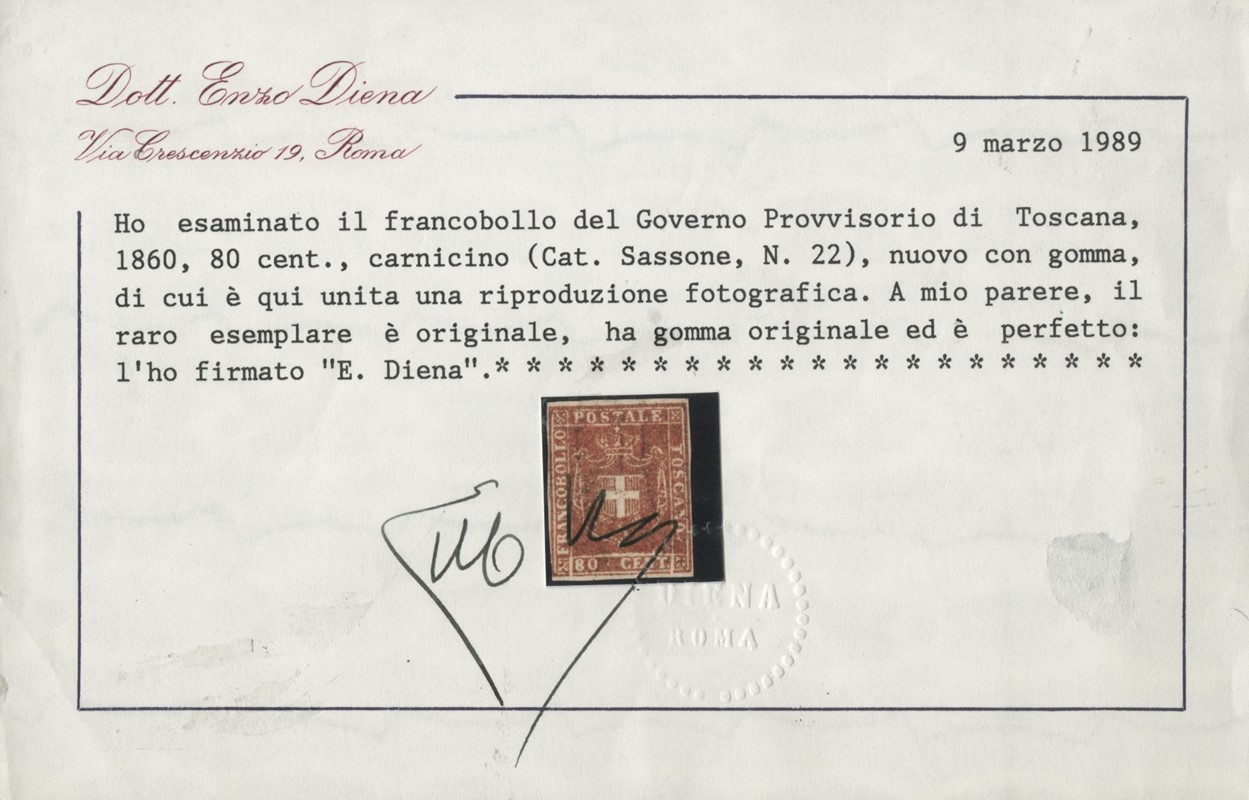 Dott. Enzo Diena
Via Crescenzio 19, Roma
9 marzo 1989
Ho esaminato il francobollo del Governo Provvisorio di Toscana,
1860, 80 cent., carnicino (Cat. Sassone, N. 22), nuovo con gomma,
di cui è qui unita una riproduzione fotografica. A mio parere, il
raro esemplare è originale, ha gomma originale ed è perfetto:
l'ho firmato "E. Diena".* * * * * * * * * * * * * * * * * * * * *
POSTALE
FRANCOBOLLO
TOSCANO
80 CENT.
DIENA
ROMA